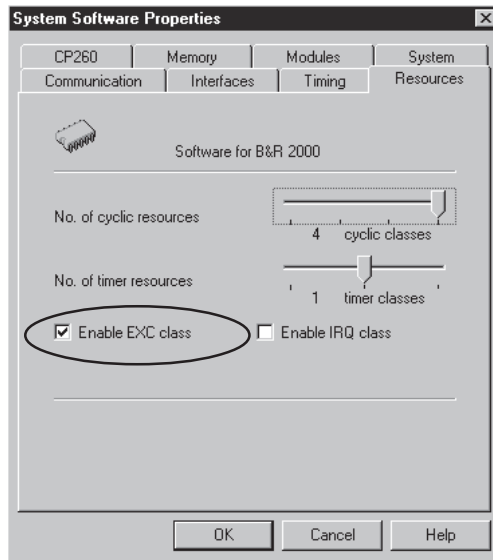 System Software Properties
CP260 Memory Modules System
Communication Interfaces Timing Resources
Software for B&R 2000
No. of cyclic resources
4 cyclic classes
No. of timer resources
1 timer classes
Enable EXC class Enable IRQ class
OK Cancel Help